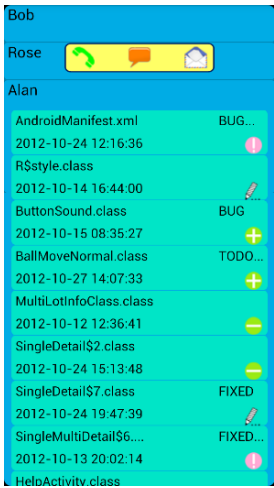 Bob
Rose
Alan
AndroidManifest.xml BUG...
2012-10-24 12:16:36
R$style.class
2012-10-14 16:44:00
ButtonSound.class BUG
2012-10-15 08:35:27
BallMoveNormal.class TODO...
2012-10-27 14:07:33
MultiLotInfoClass.class
2012-10-12 12:36:41
SingleDetail$2.class
2012-10-24 15:13:48
SingleDetail$7.class FIXED
2012-10-24 19:47:39
SingleMultiDetail$6.... FIXED...
2012-10-13 20:02:14
HelpActivity.class